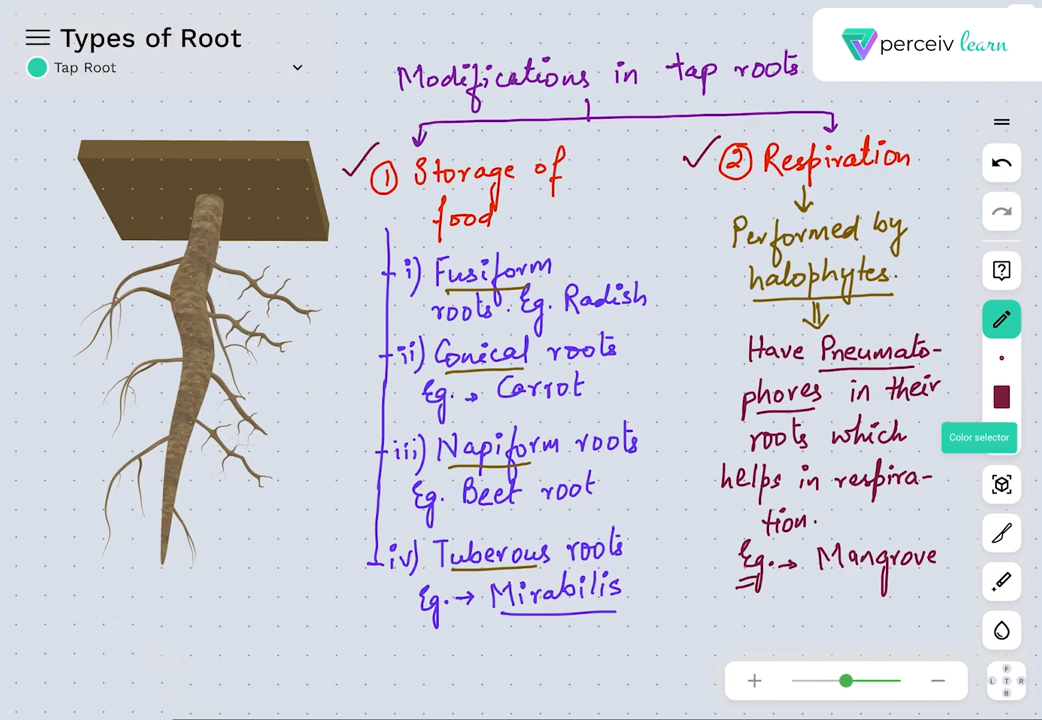 Types of Root
Tap Root
perceiv learn
Modifications in tap roots
① Storage of
food
i) Fusiform
roots. Eg. Radish
ii) Conical roots
Eg. → Carrot
iii) Napiform roots
Eg. Beet root
iv) Tuberous roots
Eg. → Mirabilis
② Respiration
Performed by
halophytes.
Have Pneumato-
phores in their
roots which
helps in respira-
tion.
Eg. → Mangrove
Color selector
F
L T R
B